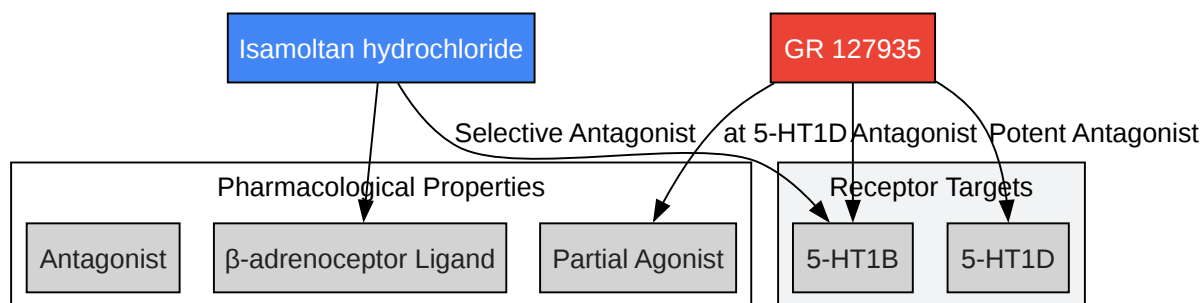 Isamoltan hydrochloride
GR 127935
Selective Antagonist
at 5-HT1D
Antagonist
Potent Antagonist
Pharmacological Properties
Receptor Targets
Antagonist
β-adrenoceptor Ligand
Partial Agonist
5-HT1B
5-HT1D